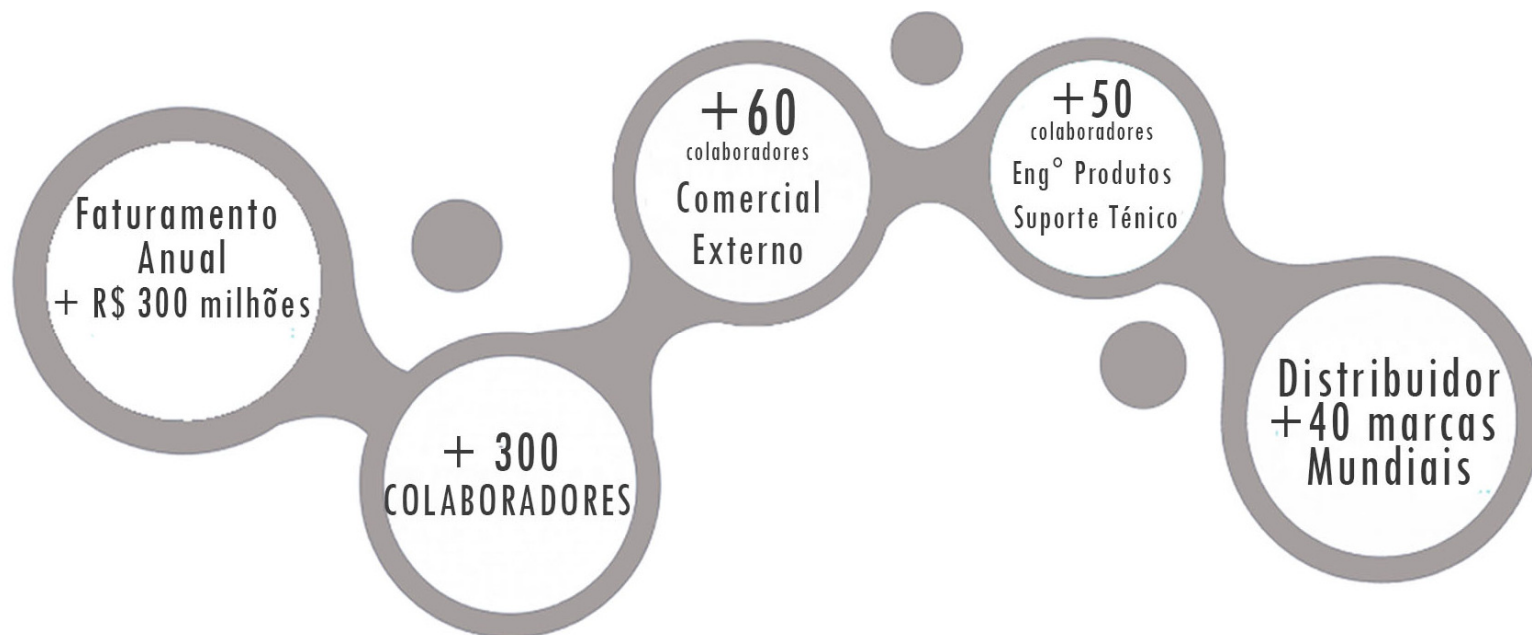 Faturamento
Anual
+ R$ 300 milhões
+ 300
COLABORADORES
+60
colaboradores
Comercial
Externo
+50
colaboradores
Eng° Produtos
Suporte Ténico
Distribuidor
+40 marcas
Mundiais